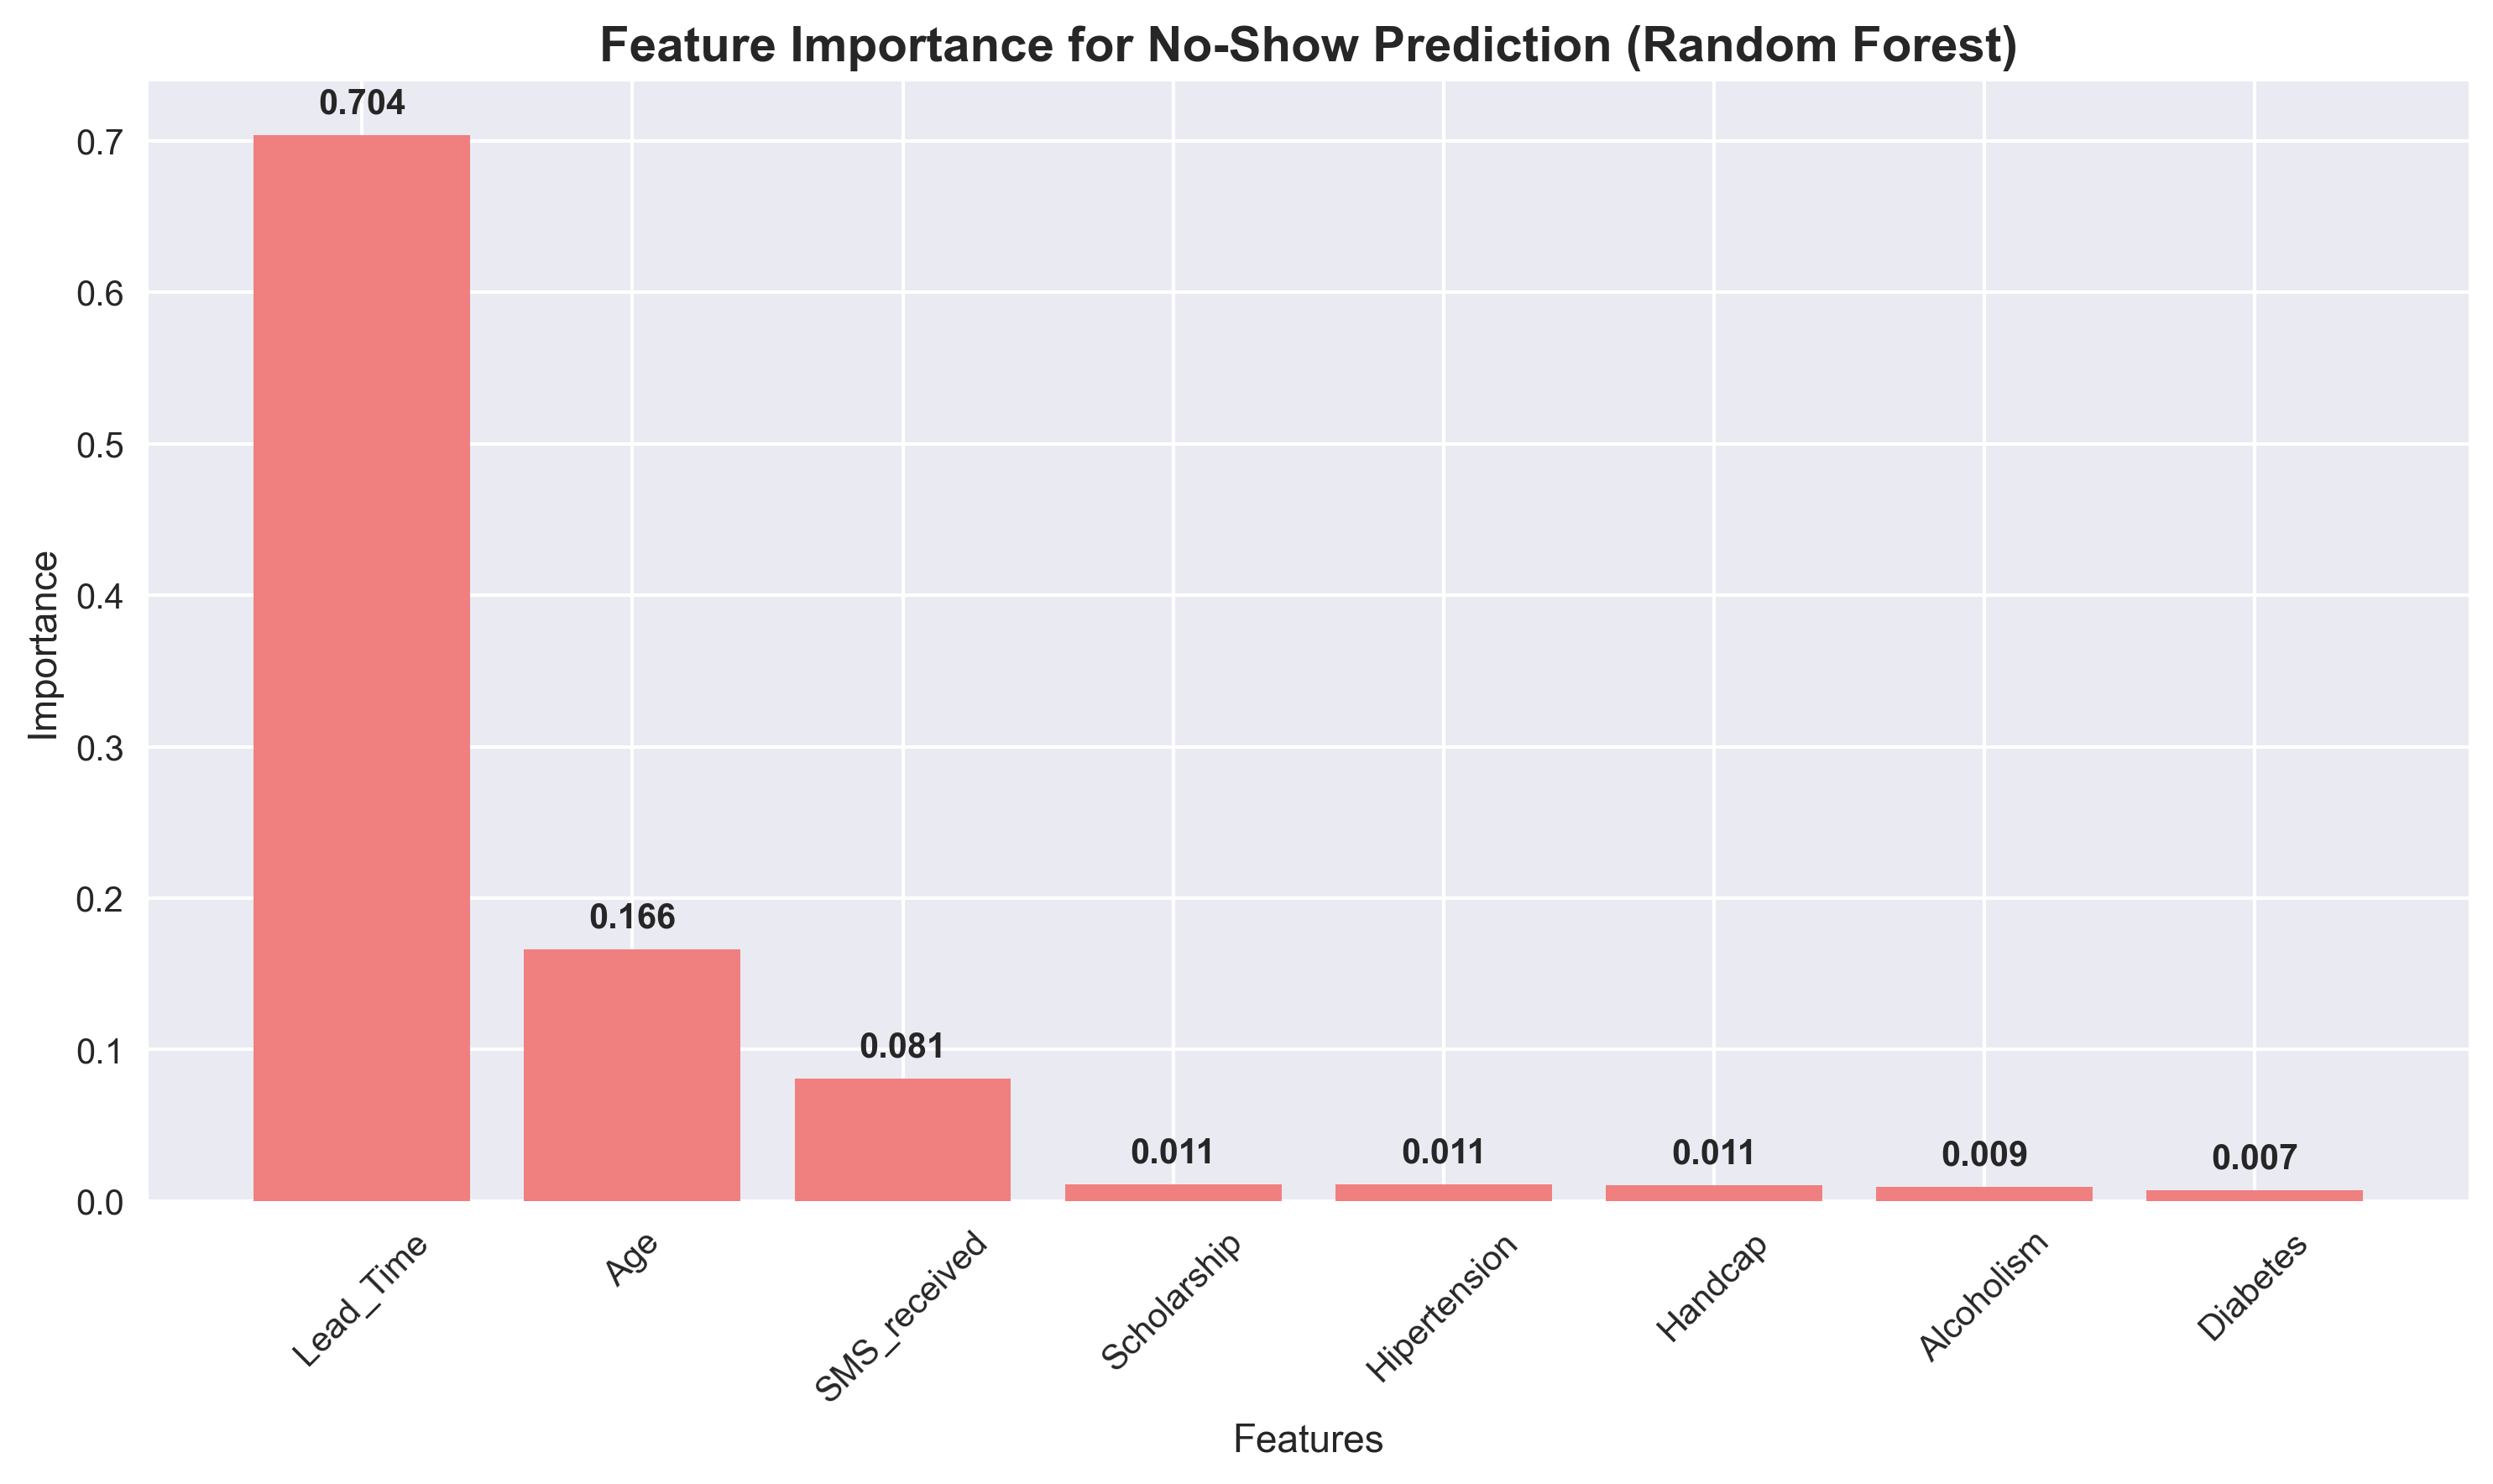 Feature Importance for No-Show Prediction (Random Forest)
0.704
0.7
0.6
0.5
0.4
0.3
0.2
0.1
0.0
Importance
0.166
0.081
0.011
0.011
0.011
0.009
0.007
Lead_Time
Age
SMS_received
Scholarship
Hipertension
Handcap
Alcoholism
Diabetes
Features